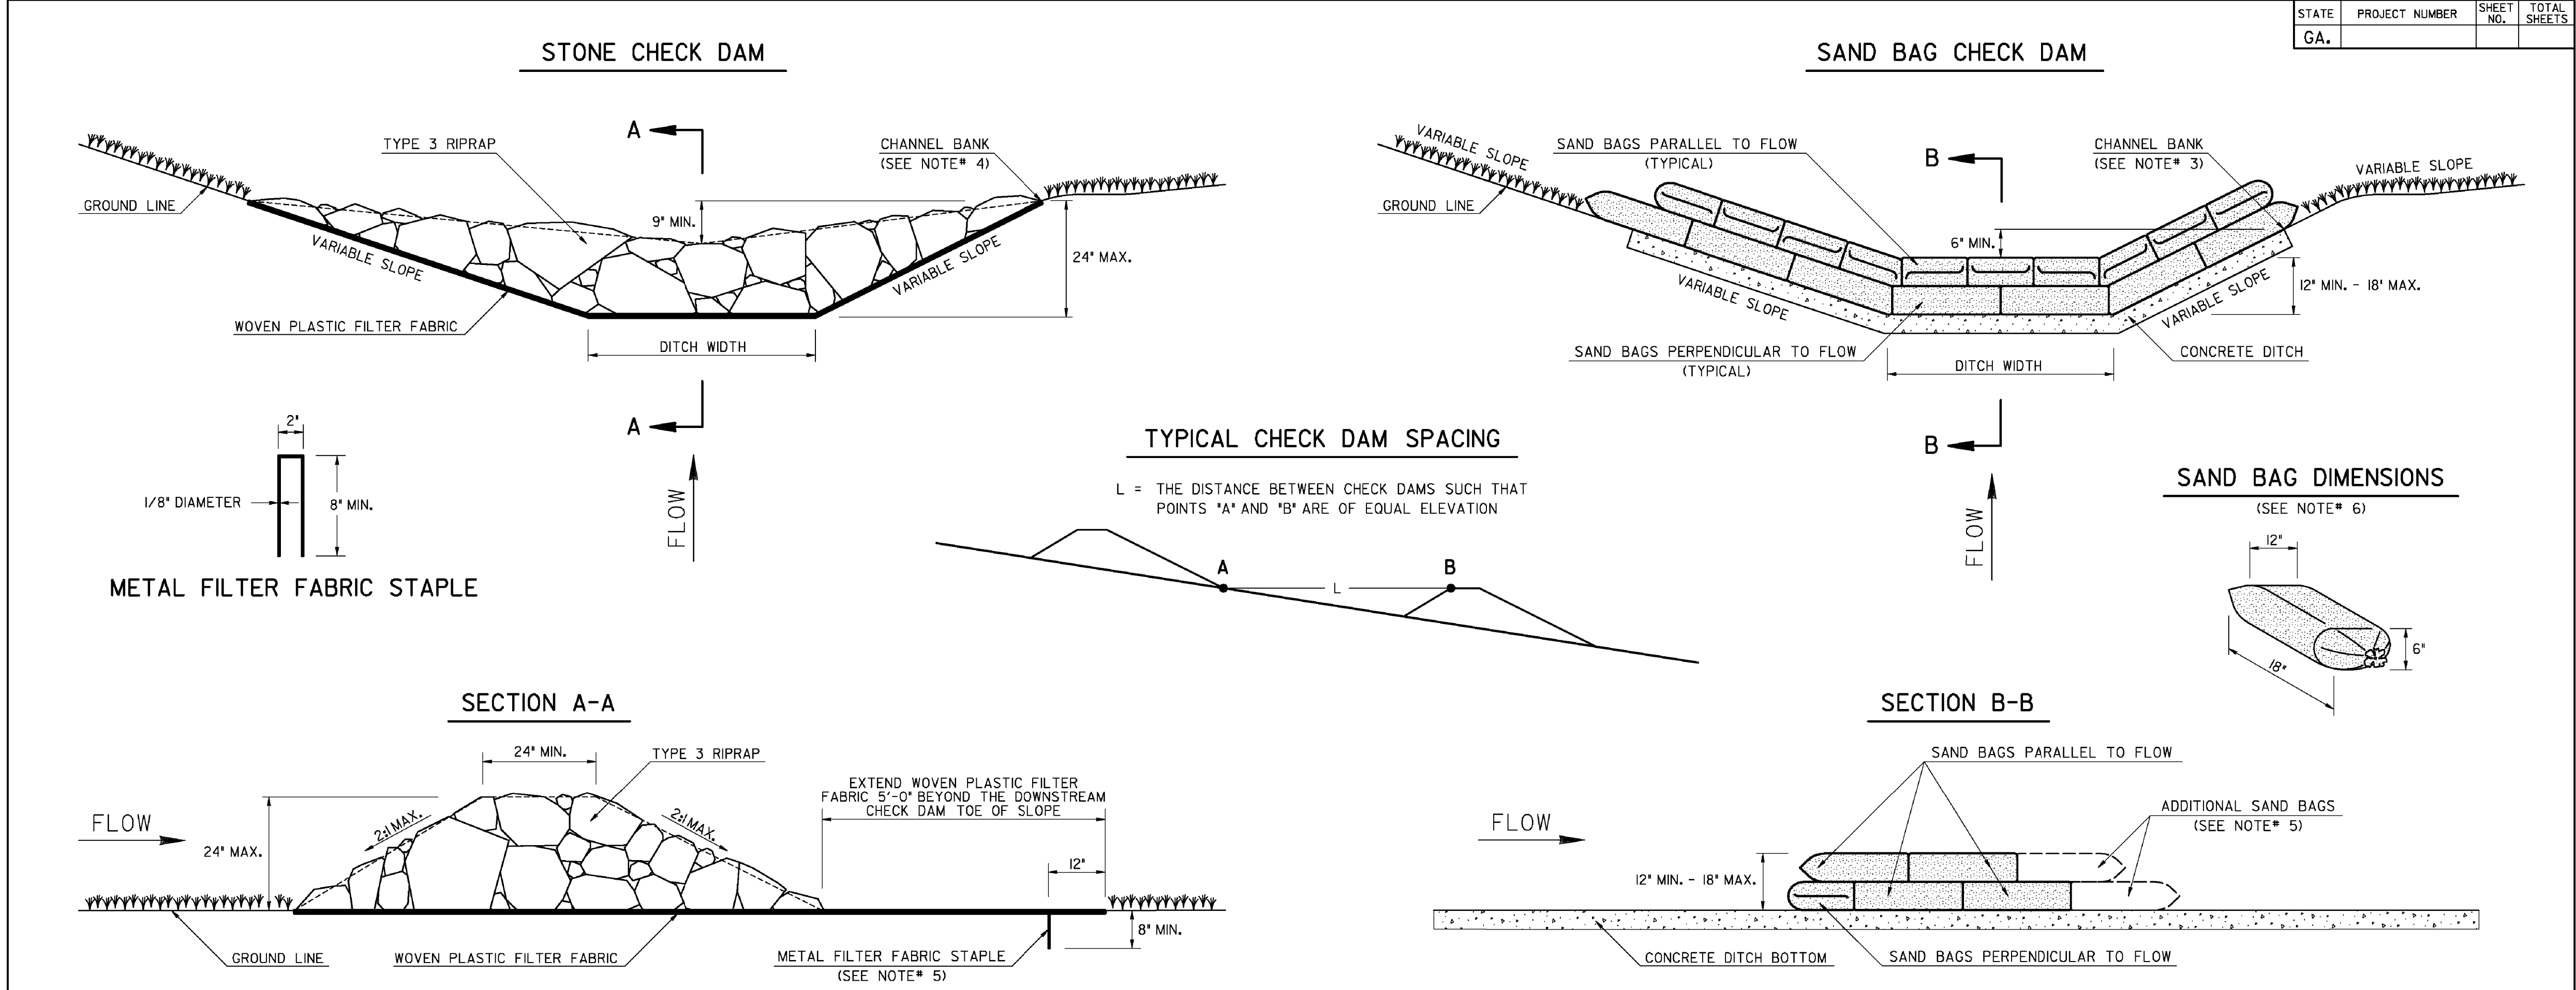 STATE PROJECT NUMBER SHEET NO. TOTAL SHEETS
GA.
STONE CHECK DAM
A
TYPE 3 RIPRAP
CHANNEL BANK
(SEE NOTE# 4)
GROUND LINE
9" MIN.
VARIABLE SLOPE
VARIABLE SLOPE
24" MAX.
WOVEN PLASTIC FILTER FABRIC
DITCH WIDTH
A
FLOW
SAND BAG CHECK DAM
VARIABLE SLOPE
SAND BAGS PARALLEL TO FLOW
(TYPICAL)
B
CHANNEL BANK
(SEE NOTE# 3)
VARIABLE SLOPE
GROUND LINE
6" MIN.
VARIABLE SLOPE
VARIABLE SLOPE
12" MIN. - 18" MAX.
SAND BAGS PERPENDICULAR TO FLOW
(TYPICAL)
DITCH WIDTH
CONCRETE DITCH
B
FLOW
2"
1/8" DIAMETER
8" MIN.
METAL FILTER FABRIC STAPLE
TYPICAL CHECK DAM SPACING
L = THE DISTANCE BETWEEN CHECK DAMS SUCH THAT
POINTS "A" AND "B" ARE OF EQUAL ELEVATION
A
B
L
SAND BAG DIMENSIONS
(SEE NOTE# 6)
12"
6"
18"
SECTION A-A
24" MIN.
TYPE 3 RIPRAP
EXTEND WOVEN PLASTIC FILTER
FABRIC 5'-0" BEYOND THE DOWNSTREAM
CHECK DAM TOE OF SLOPE
FLOW
2:1 MAX.
2:1 MAX.
24" MAX.
12"
8" MIN.
GROUND LINE
WOVEN PLASTIC FILTER FABRIC
METAL FILTER FABRIC STAPLE
(SEE NOTE# 5)
SECTION B-B
SAND BAGS PARALLEL TO FLOW
FLOW
ADDITIONAL SAND BAGS
(SEE NOTE# 5)
12" MIN. - 18" MAX.
CONCRETE DITCH BOTTOM
SAND BAGS PERPENDICULAR TO FLOW